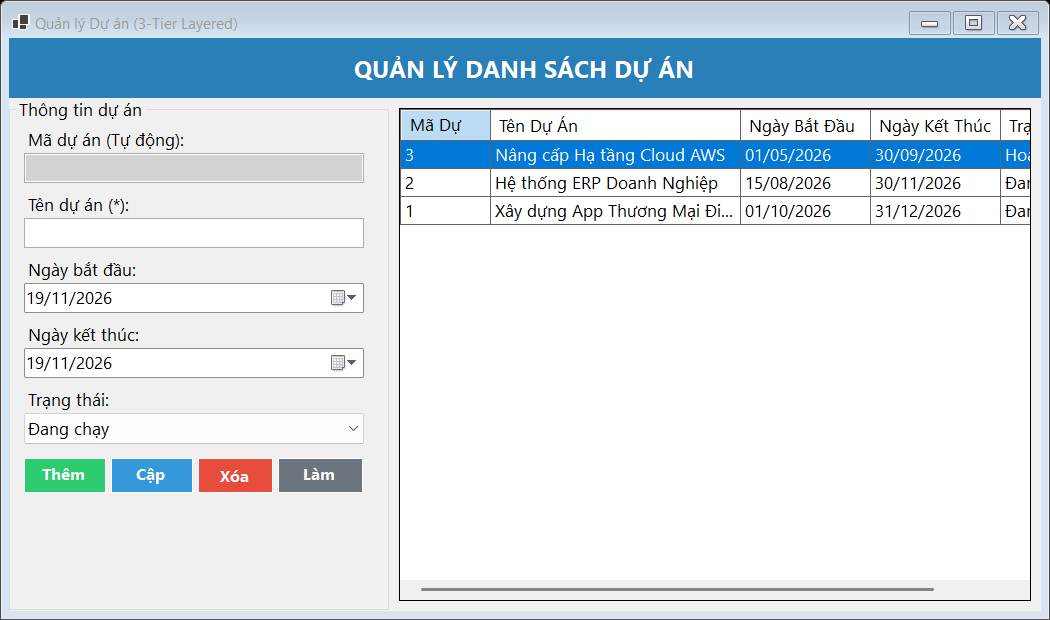 Quản lý Dự án (3-Tier Layered)
QUẢN LÝ DANH SÁCH DỰ ÁN
Thông tin dự án
Mã dự án (Tự động):
Tên dự án (*):
Ngày bắt đầu:
19/11/2026
Ngày kết thúc:
19/11/2026
Trạng thái:
Đang chạy
Thêm Cập Xóa Làm
Mã Dự Tên Dự Án Ngày Bắt Đầu Ngày Kết Thúc
3 Nâng cấp Hạ tầng Cloud AWS 01/05/2026 30/09/2026
2 Hệ thống ERP Doanh Nghiệp 15/08/2026 30/11/2026
1 Xây dựng App Thương Mại Đi... 01/10/2026 31/12/2026